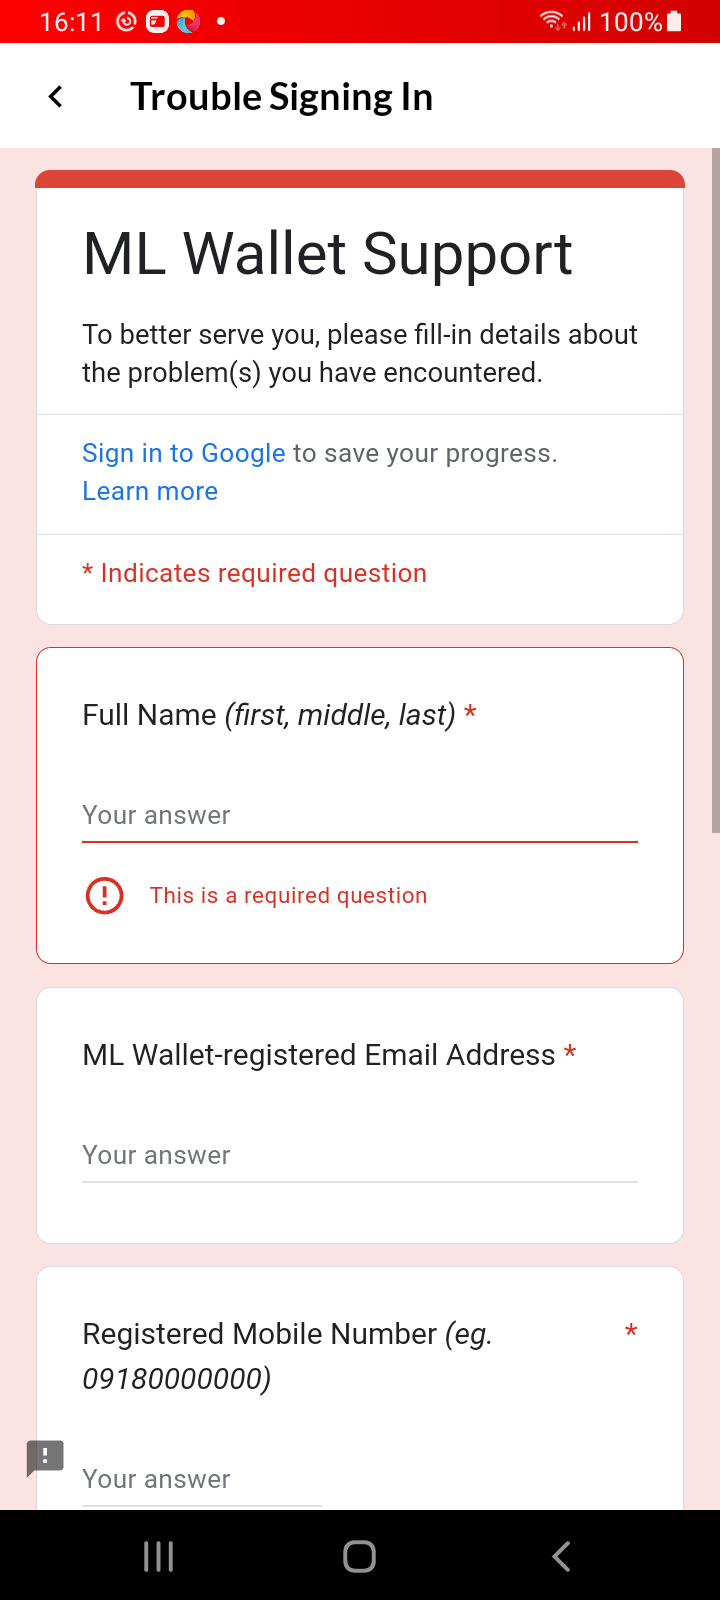 16:11
100%
Trouble Signing In
ML Wallet Support
To better serve you, please fill-in details about
the problem(s) you have encountered.
Sign in to Google to save your progress.
Learn more
* Indicates required question
Full Name (first, middle, last) *
Your answer
This is a required question
ML Wallet-registered Email Address *
Your answer
Registered Mobile Number (eg. *
09180000000)
Your answer